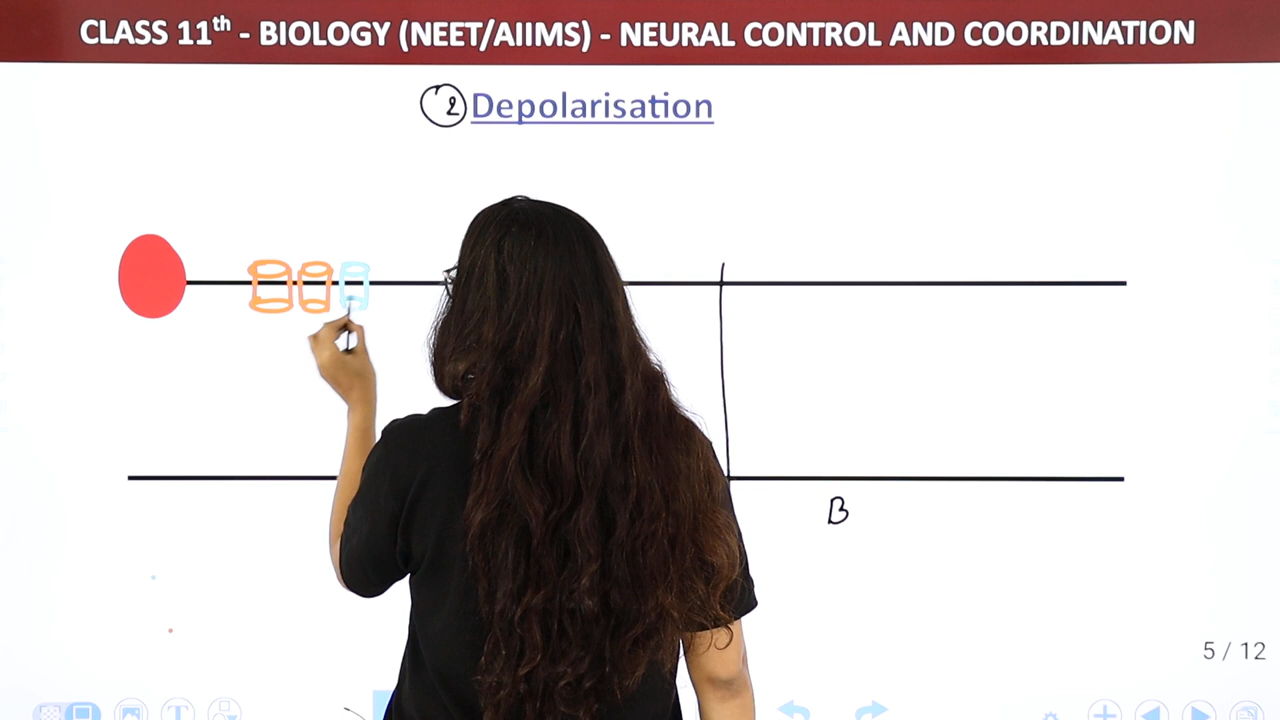 CLASS 11th - BIOLOGY (NEET/AIIMS) - NEURAL CONTROL AND COORDINATION
2 Depolarisation
B
5 / 12
T